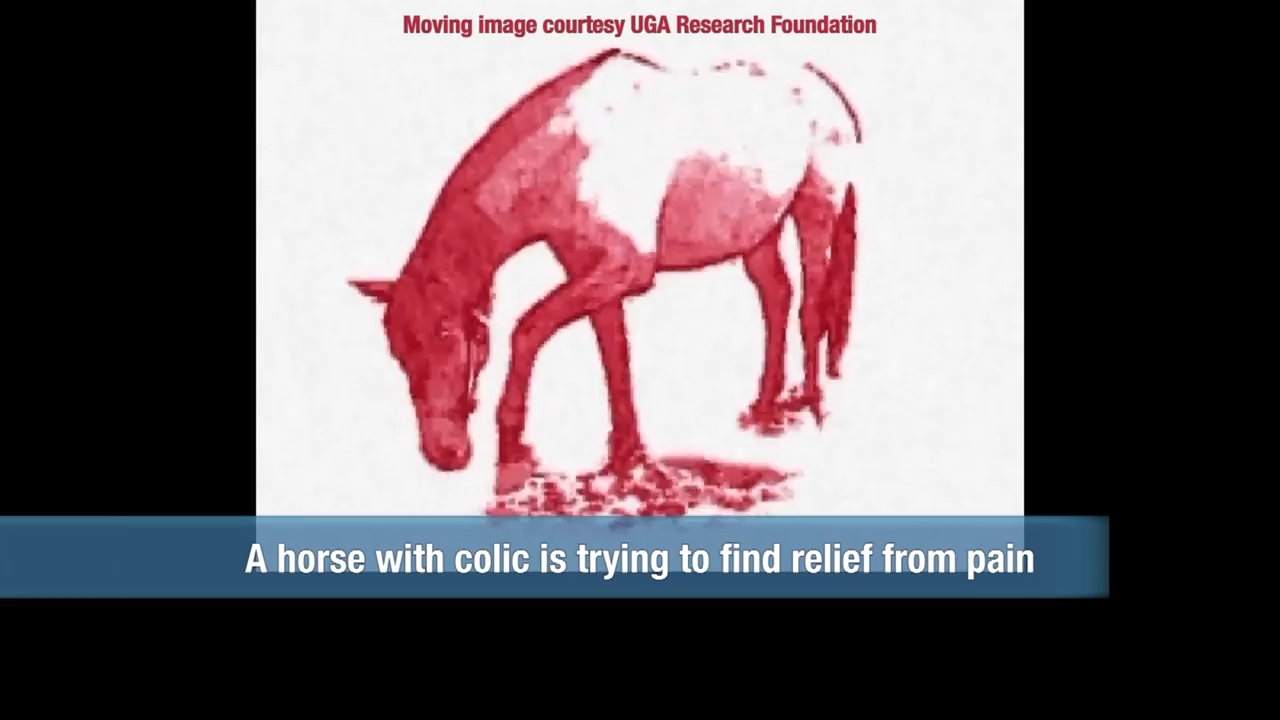 Moving image courtesy UGA Research Foundation
A horse with colic is trying to find relief from pain